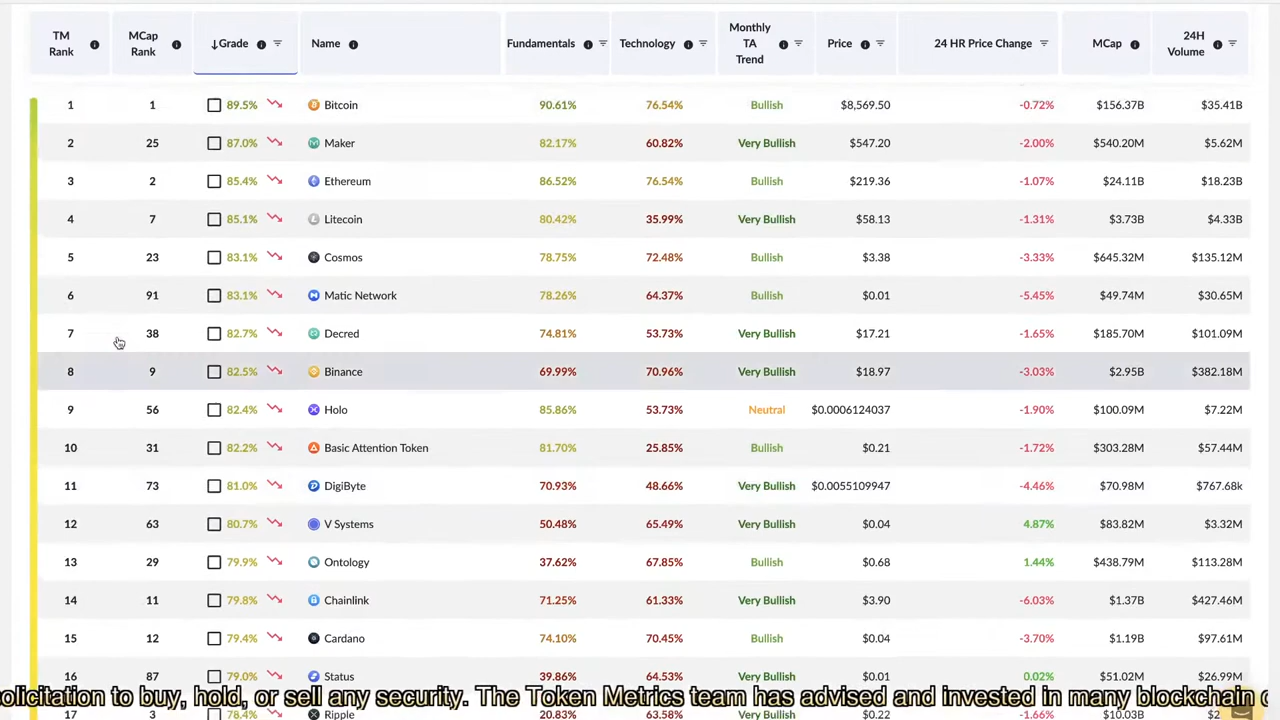 TM Rank MCap Rank ↓Grade Name Fundamentals Technology Monthly TA Trend Price 24 HR Price Change MCap 24H Volume
1 1 89.5% Bitcoin 90.61% 76.54% Bullish $8,569.50 -0.72% $156.37B $35.41B
2 25 87.0% Maker 82.17% 60.82% Very Bullish $547.20 -2.00% $540.20M $5.62M
3 2 85.4% Ethereum 86.52% 76.54% Bullish $219.36 -1.07% $24.11B $18.23B
4 7 85.1% Litecoin 80.42% 35.99% Very Bullish $58.13 -1.31% $3.73B $4.33B
5 23 83.1% Cosmos 78.75% 72.48% Bullish $3.38 -3.33% $645.32M $135.12M
6 91 83.1% Matic Network 78.26% 64.37% Bullish $0.01 -5.45% $49.74M $30.65M
7 38 82.7% Decred 74.81% 53.73% Very Bullish $17.21 -1.65% $185.70M $101.09M
8 9 82.5% Binance 69.99% 70.96% Very Bullish $18.97 -3.03% $2.95B $382.18M
9 56 82.4% Holo 85.86% 53.73% Neutral $0.0006124037 -1.90% $100.09M $7.22M
10 31 82.2% Basic Attention Token 81.70% 25.85% Bullish $0.21 -1.72% $303.28M $57.44M
11 73 81.0% DigiByte 70.93% 48.66% Very Bullish $0.0055109947 -4.46% $70.98M $767.68k
12 63 80.7% V Systems 50.48% 65.49% Very Bullish $0.04 4.87% $83.82M $3.32M
13 29 79.9% Ontology 37.62% 67.85% Bullish $0.68 1.44% $438.79M $113.28M
14 11 79.8% Chainlink 71.25% 61.33% Very Bullish $3.90 -6.03% $1.37B $427.46M
15 12 79.4% Cardano 74.10% 70.45% Bullish $0.04 -3.70% $1.19B $97.61M
16 87 79.0% Status 39.86% 64.53% Very Bullish $0.01 0.02% $51.02M $26.99M
olicitation to buy, hold, or sell any security. The Token Metrics team has advised and invested in many blockchain
17 3 78.4% Ripple 20.83% 63.58% Very Bullish $0.22 -1.66% $10.03B